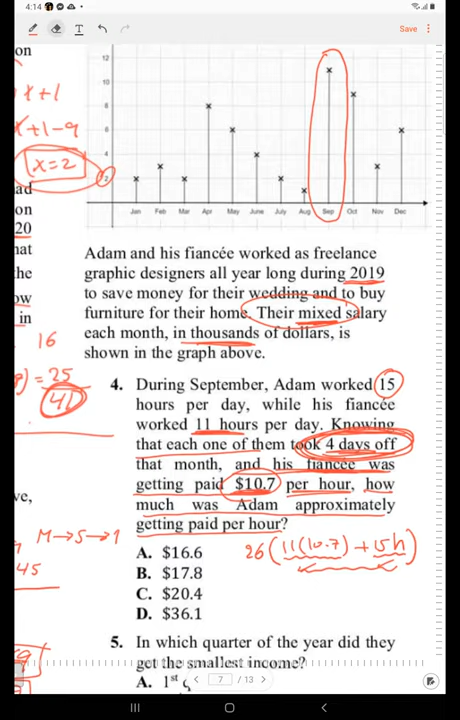 4:14
T
Save
on
x+1
x+1-9
x=2
ad
on
20
hat
the
ow
in
16
= 25
41
ve,
M→S→1
45
12
10
8
6
4
2
Jan Feb Mar Apr May June July Aug Sep Oct Nov Dec
Adam and his fiancée worked as freelance
graphic designers all year long during 2019
to save money for their wedding and to buy
furniture for their home. Their mixed salary
each month, in thousands of dollars, is
shown in the graph above.
4. During September, Adam worked 15
hours per day, while his fiancée
worked 11 hours per day. Knowing
that each one of them took 4 days off
that month, and his fiancée was
getting paid $10.7 per hour, how
much was Adam approximately
getting paid per hour?
A. $16.6
B. $17.8
C. $20.4
D. $36.1
26(11(10.7)+15h)
5. In which quarter of the year did they
got the smallest income?
A. 1st
< 7 / 13 >